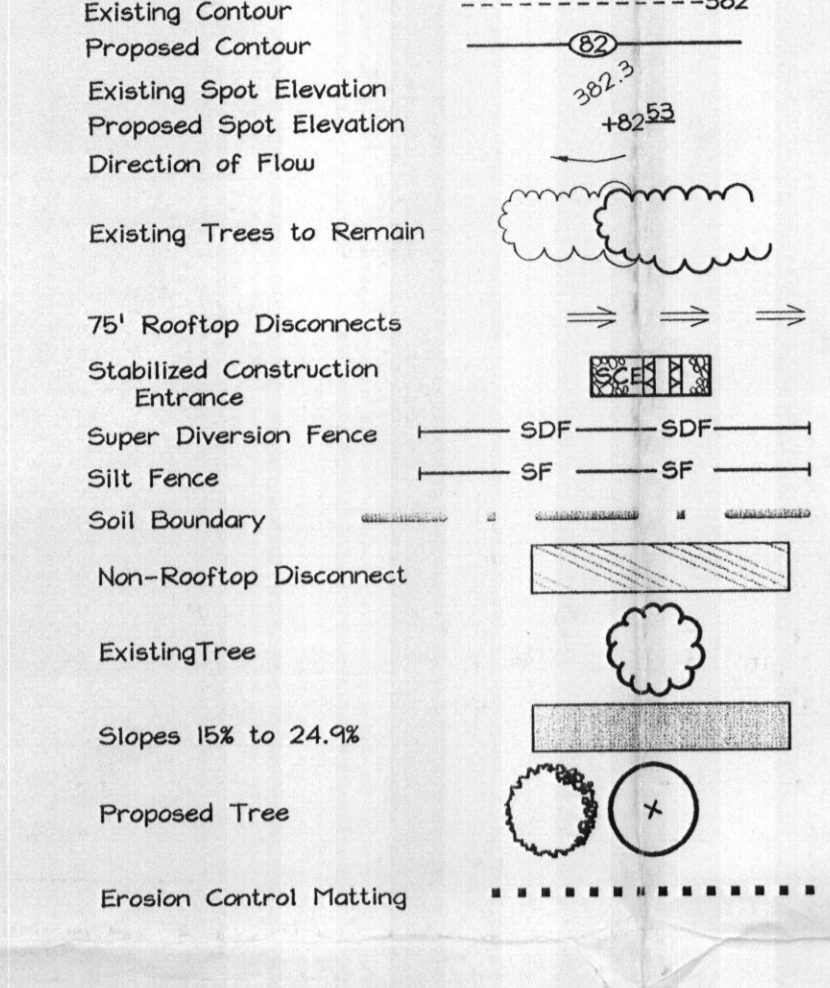 Existing Contour 382
Proposed Contour 82
Existing Spot Elevation 382.3
Proposed Spot Elevation +82 53
Direction of Flow
Existing Trees to Remain
75' Rooftop Disconnects
Stabilized Construction
Entrance SCE
Super Diversion Fence SDF SDF
Silt Fence SF SF
Soil Boundary
Non-Rooftop Disconnect
ExistingTree
Slopes 15% to 24.9%
Proposed Tree
Erosion Control Matting